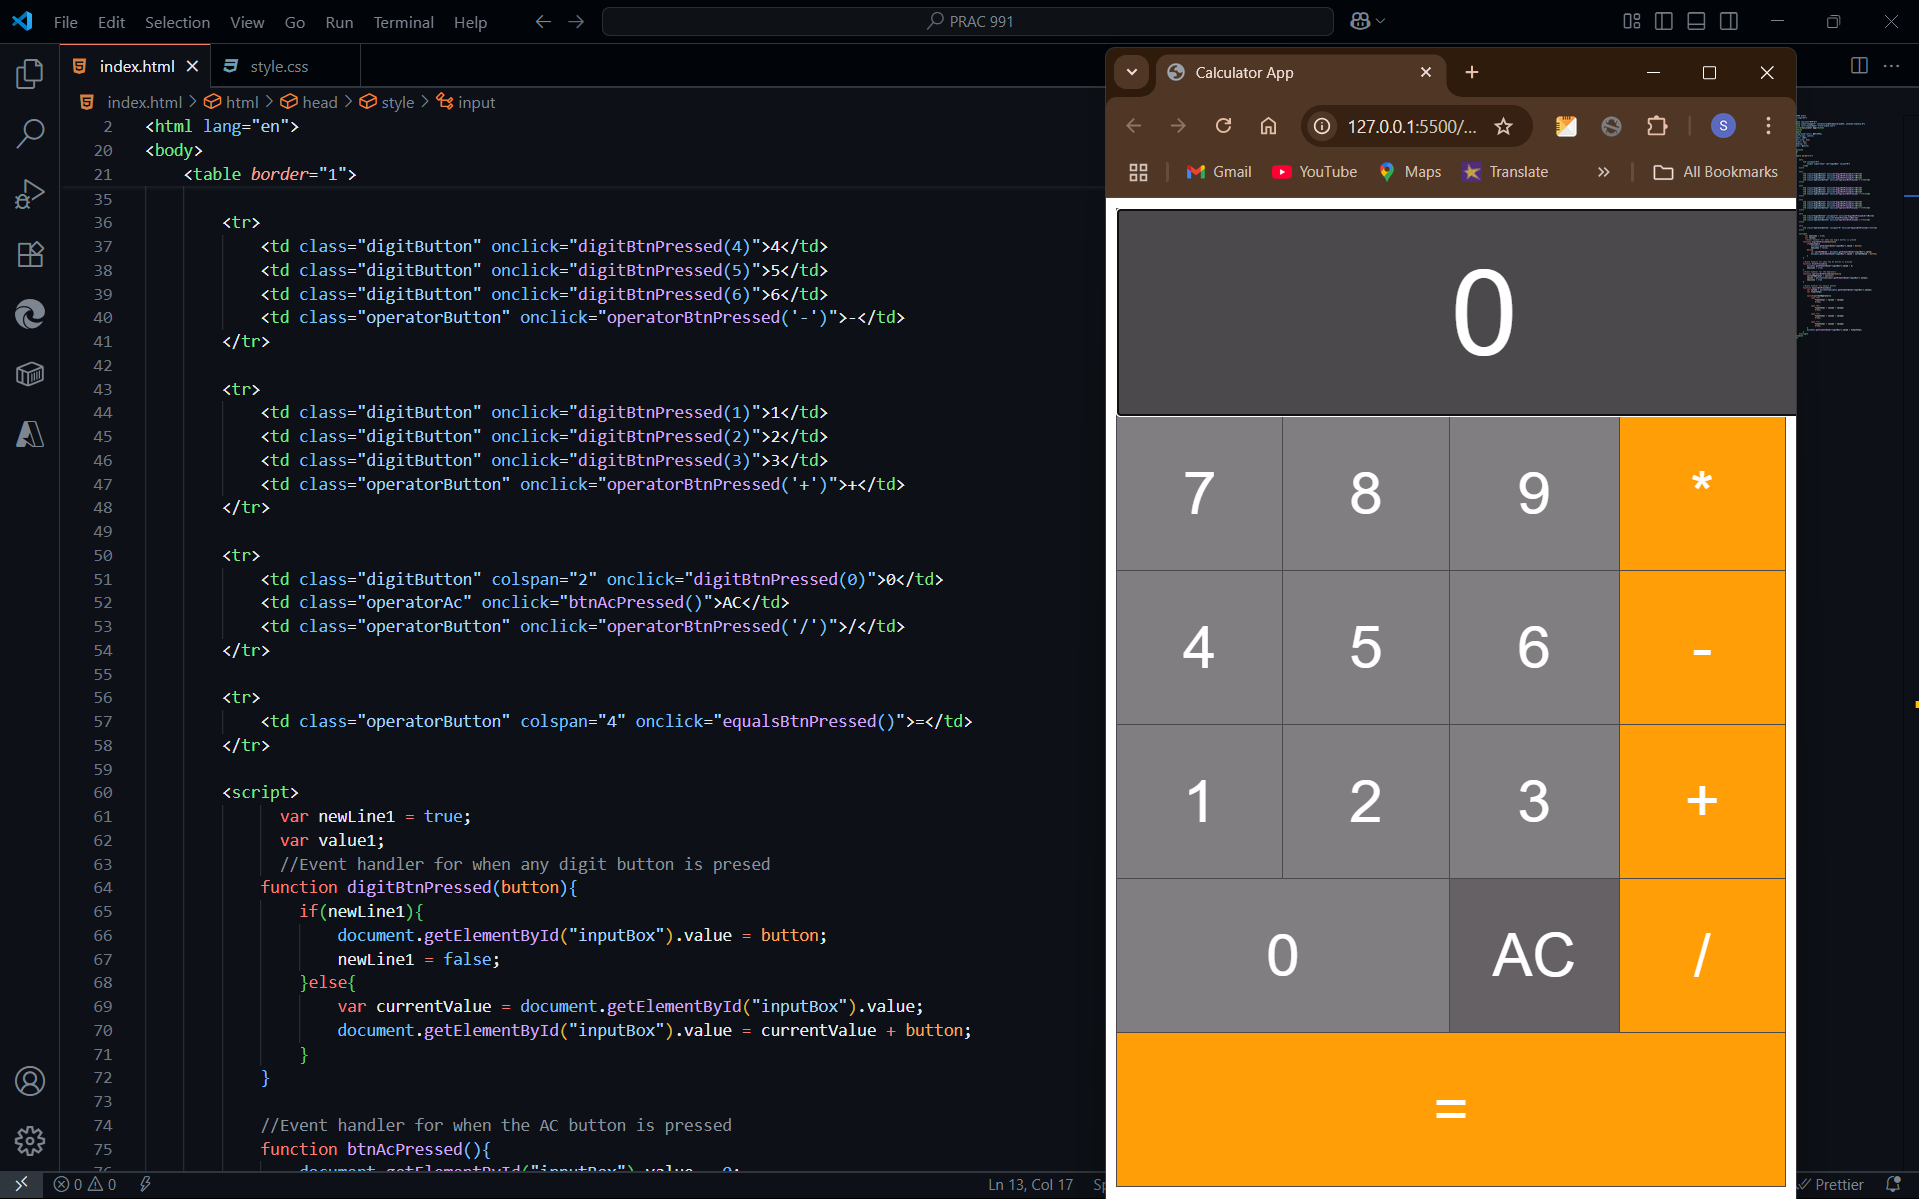 File Edit Selection View Go Run Terminal Help
PRAC 991
index.html
style.css
index.html > html > head > style > input
2 <html lang="en">
20 <body>
21 <table border="1">
35
36 <tr>
37 <td class="digitButton" onclick="digitBtnPressed(4)">4</td>
38 <td class="digitButton" onclick="digitBtnPressed(5)">5</td>
39 <td class="digitButton" onclick="digitBtnPressed(6)">6</td>
40 <td class="operatorButton" onclick="operatorBtnPressed('-')">-</td>
41 </tr>
42
43 <tr>
44 <td class="digitButton" onclick="digitBtnPressed(1)">1</td>
45 <td class="digitButton" onclick="digitBtnPressed(2)">2</td>
46 <td class="digitButton" onclick="digitBtnPressed(3)">3</td>
47 <td class="operatorButton" onclick="operatorBtnPressed('+')">+</td>
48 </tr>
49
50 <tr>
51 <td class="digitButton" colspan="2" onclick="digitBtnPressed(0)">0</td>
52 <td class="operatorAc" onclick="btnAcPressed()">AC</td>
53 <td class="operatorButton" onclick="operatorBtnPressed('/')">/</td>
54 </tr>
55
56 <tr>
57 <td class="operatorButton" colspan="4" onclick="equalsBtnPressed()">=</td>
58 </tr>
59
60 <script>
61 var newLine1 = true;
62 var value1;
63 //Event handler for when any digit button is presed
64 function digitBtnPressed(button){
65 if(newLine1){
66 document.getElementById("inputBox").value = button;
67 newLine1 = false;
68 }else{
69 var currentValue = document.getElementById("inputBox").value;
70 document.getElementById("inputBox").value = currentValue + button;
71 }
72 }
73
74 //Event handler for when the AC button is pressed
75 function btnAcPressed(){
76 document.getElementById("inputBox").value = 0;
0 0
Ln 13, Col 17
Sp
Prettier
Calculator App
127.0.0.1:5500/...
S
Gmail YouTube Maps Translate » All Bookmarks
0
7 8 9 *
4 5 6 -
1 2 3 +
0 AC /
=